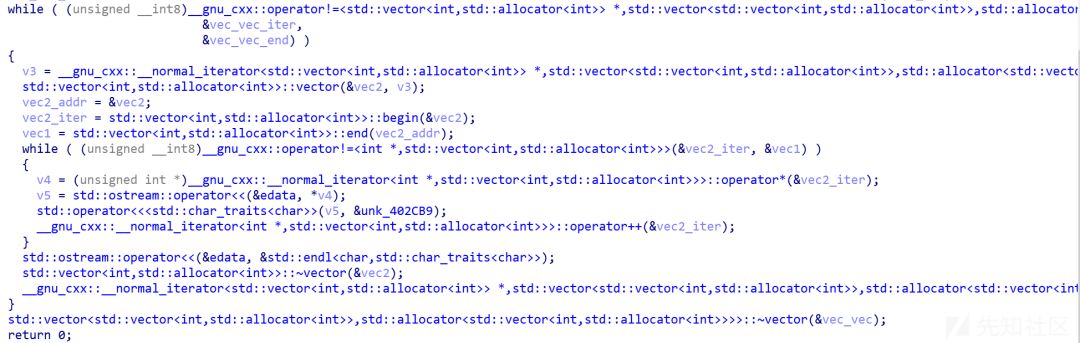 while ( (unsigned __int8)__gnu_cxx::operator!=<std::vector<int,std::allocator<int>> *,std::vector<std::vector<int,std::allocator<int>>,std::allocator
&vec_vec_iter,
&vec_vec_end) )
{
v3 = __gnu_cxx::__normal_iterator<std::vector<int,std::allocator<int>> *,std::vector<std::vector<int,std::allocator<int>>,std::allocator<std::vecto
std::vector<int,std::allocator<int>>::vector(&vec2, v3);
vec2_addr = &vec2;
vec2_iter = std::vector<int,std::allocator<int>>::begin(&vec2);
vec1 = std::vector<int,std::allocator<int>>::end(vec2_addr);
while ( (unsigned __int8)__gnu_cxx::operator!=<int *,std::vector<int,std::allocator<int>>>(&vec2_iter, &vec1) )
{
v4 = (unsigned int *)__gnu_cxx::__normal_iterator<int *,std::vector<int,std::allocator<int>>>::operator*(&vec2_iter);
v5 = std::ostream::operator<<(&edata, *v4);
std::operator<<<std::char_traits<char>>(v5, &unk_402CB9);
__gnu_cxx::__normal_iterator<int *,std::vector<int,std::allocator<int>>>::operator++(&vec2_iter);
}
std::ostream::operator<<(&edata, &std::endl<char,std::char_traits<char>>);
std::vector<int,std::allocator<int>>::~vector(&vec2);
__gnu_cxx::__normal_iterator<std::vector<int,std::allocator<int>> *,std::vector<std::vector<int,std::allocator<int>>,std::allocator<std::vector<int
}
std::vector<std::vector<int,std::allocator<int>>,std::allocator<std::vector<int,std::allocator<int>>>>::~vector(&vec_vec);
return 0;
先知社区